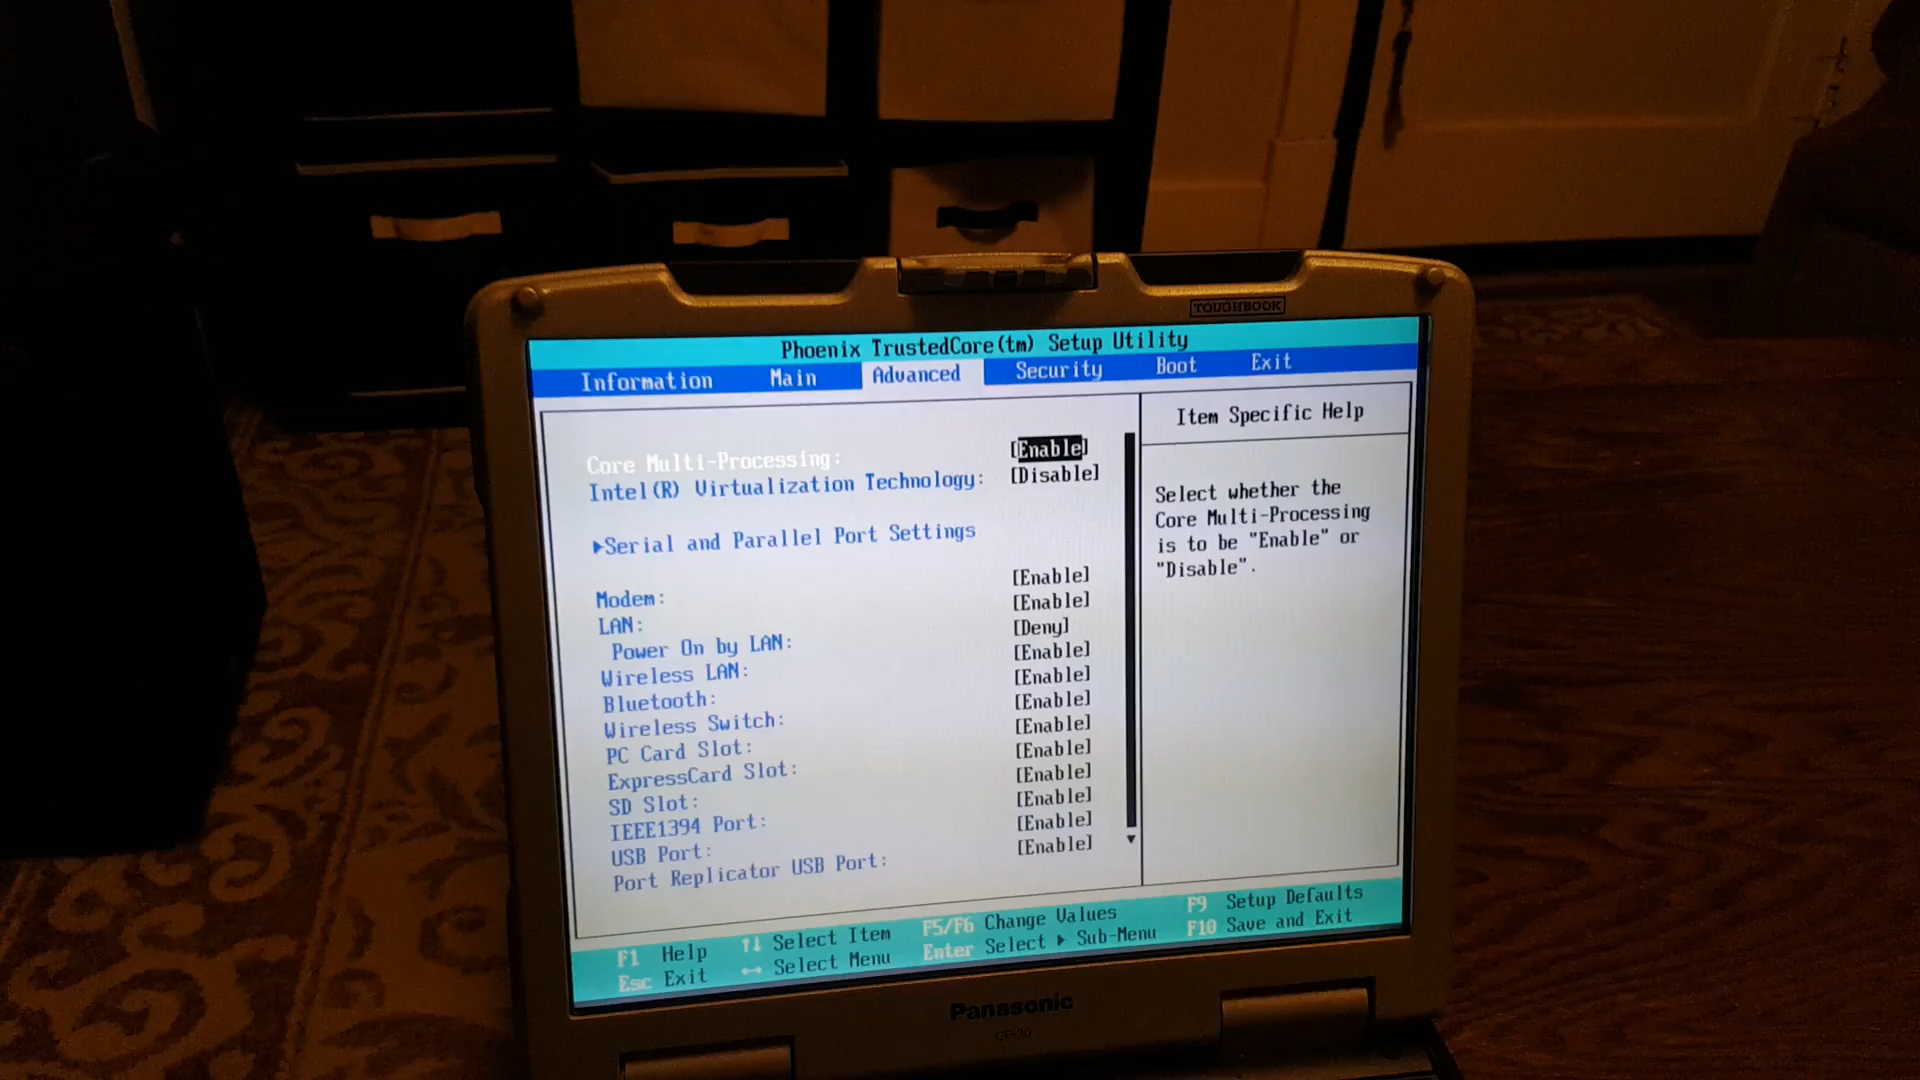 TOUGHBOOK
Phoenix TrustedCore(tm) Setup Utility
Information Main Advanced Security Boot Exit
Item Specific Help
Core Multi-Processing: [Enable]
Intel(R) Virtualization Technology: [Disable]
▶Serial and Parallel Port Settings
Modem: [Enable]
LAN: [Enable]
Power On by LAN: [Deny]
Wireless LAN: [Enable]
Bluetooth: [Enable]
Wireless Switch: [Enable]
PC Card Slot: [Enable]
ExpressCard Slot: [Enable]
SD Slot: [Enable]
IEEE1394 Port: [Enable]
USB Port: [Enable]
Port Replicator USB Port: [Enable]
Select whether the
Core Multi-Processing
is to be "Enable" or
"Disable".
F1 Help ↑↓ Select Item F5/F6 Change Values F9 Setup Defaults
Esc Exit ↔ Select Menu Enter Select ▶ Sub-Menu F10 Save and Exit
Panasonic
CF-30